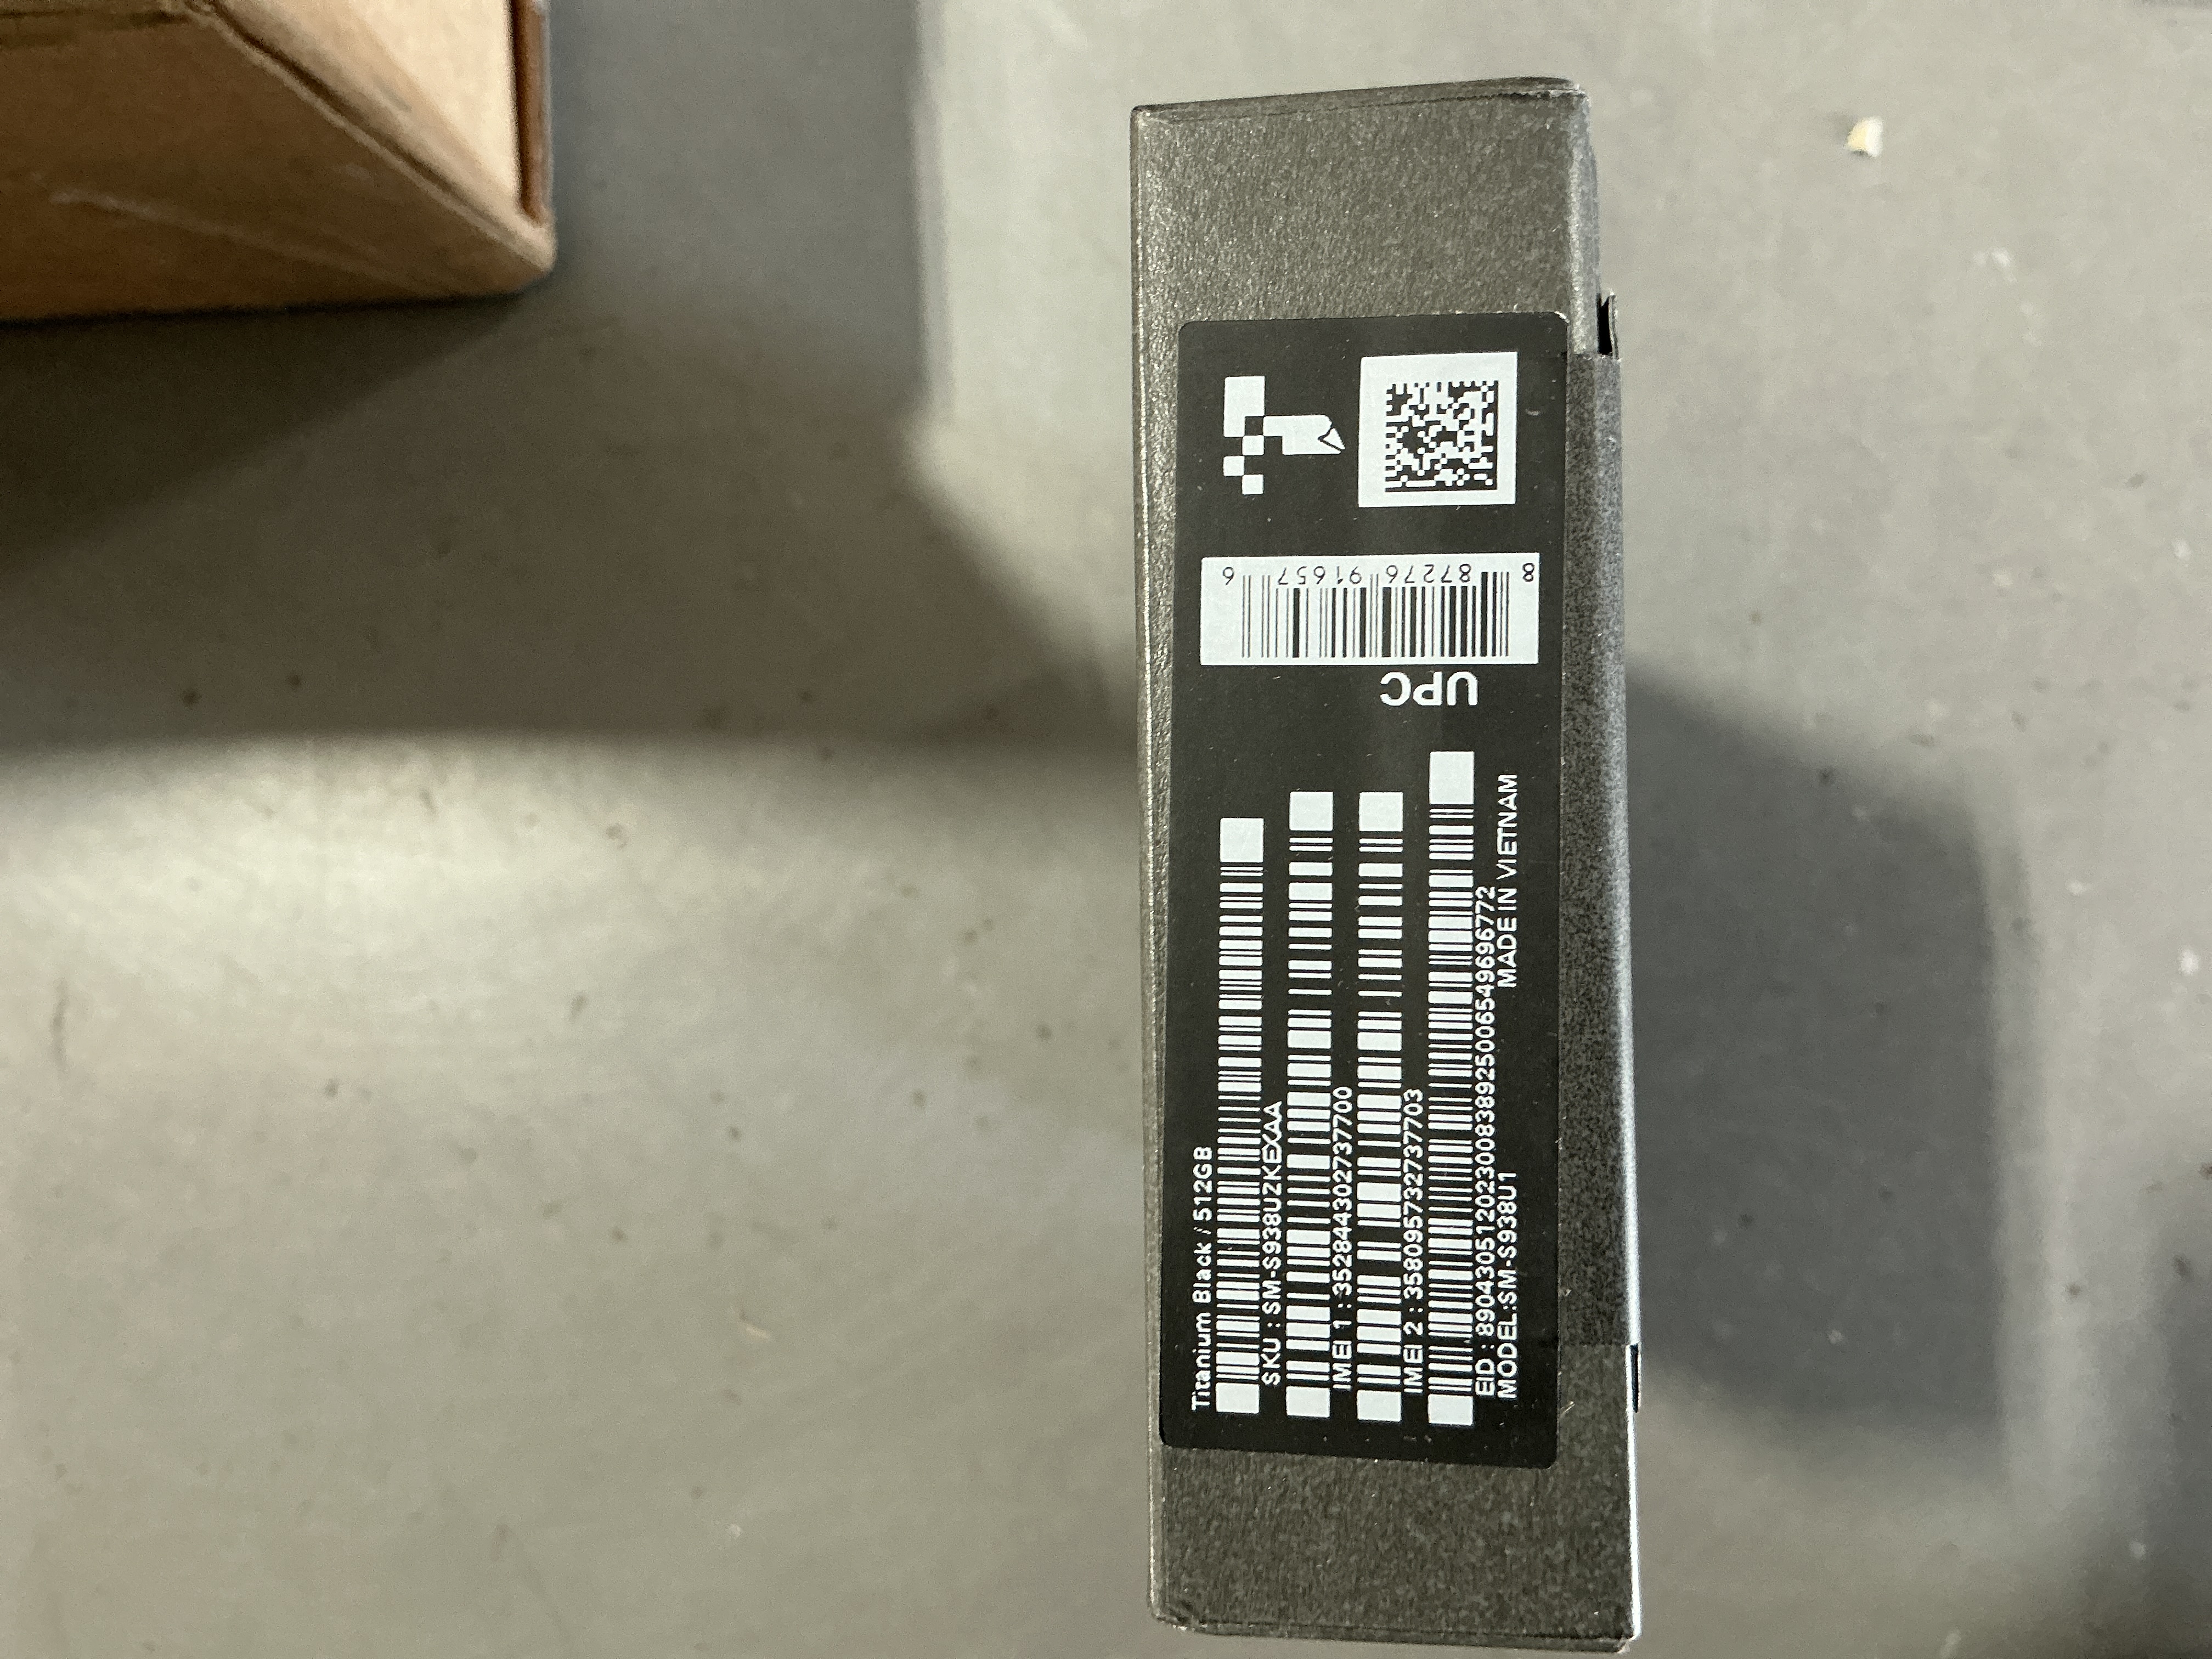 Titanium Black / 512GB
SKU : SM-S938UZKEXAA
IMEI 1 : 352844302737700
IMEI 2 : 358095732737703
EID : 89043051202300838925006549696772
MODEL:SM-S938U1
MADE IN VIETNAM
UPC
8 87276 91657 6